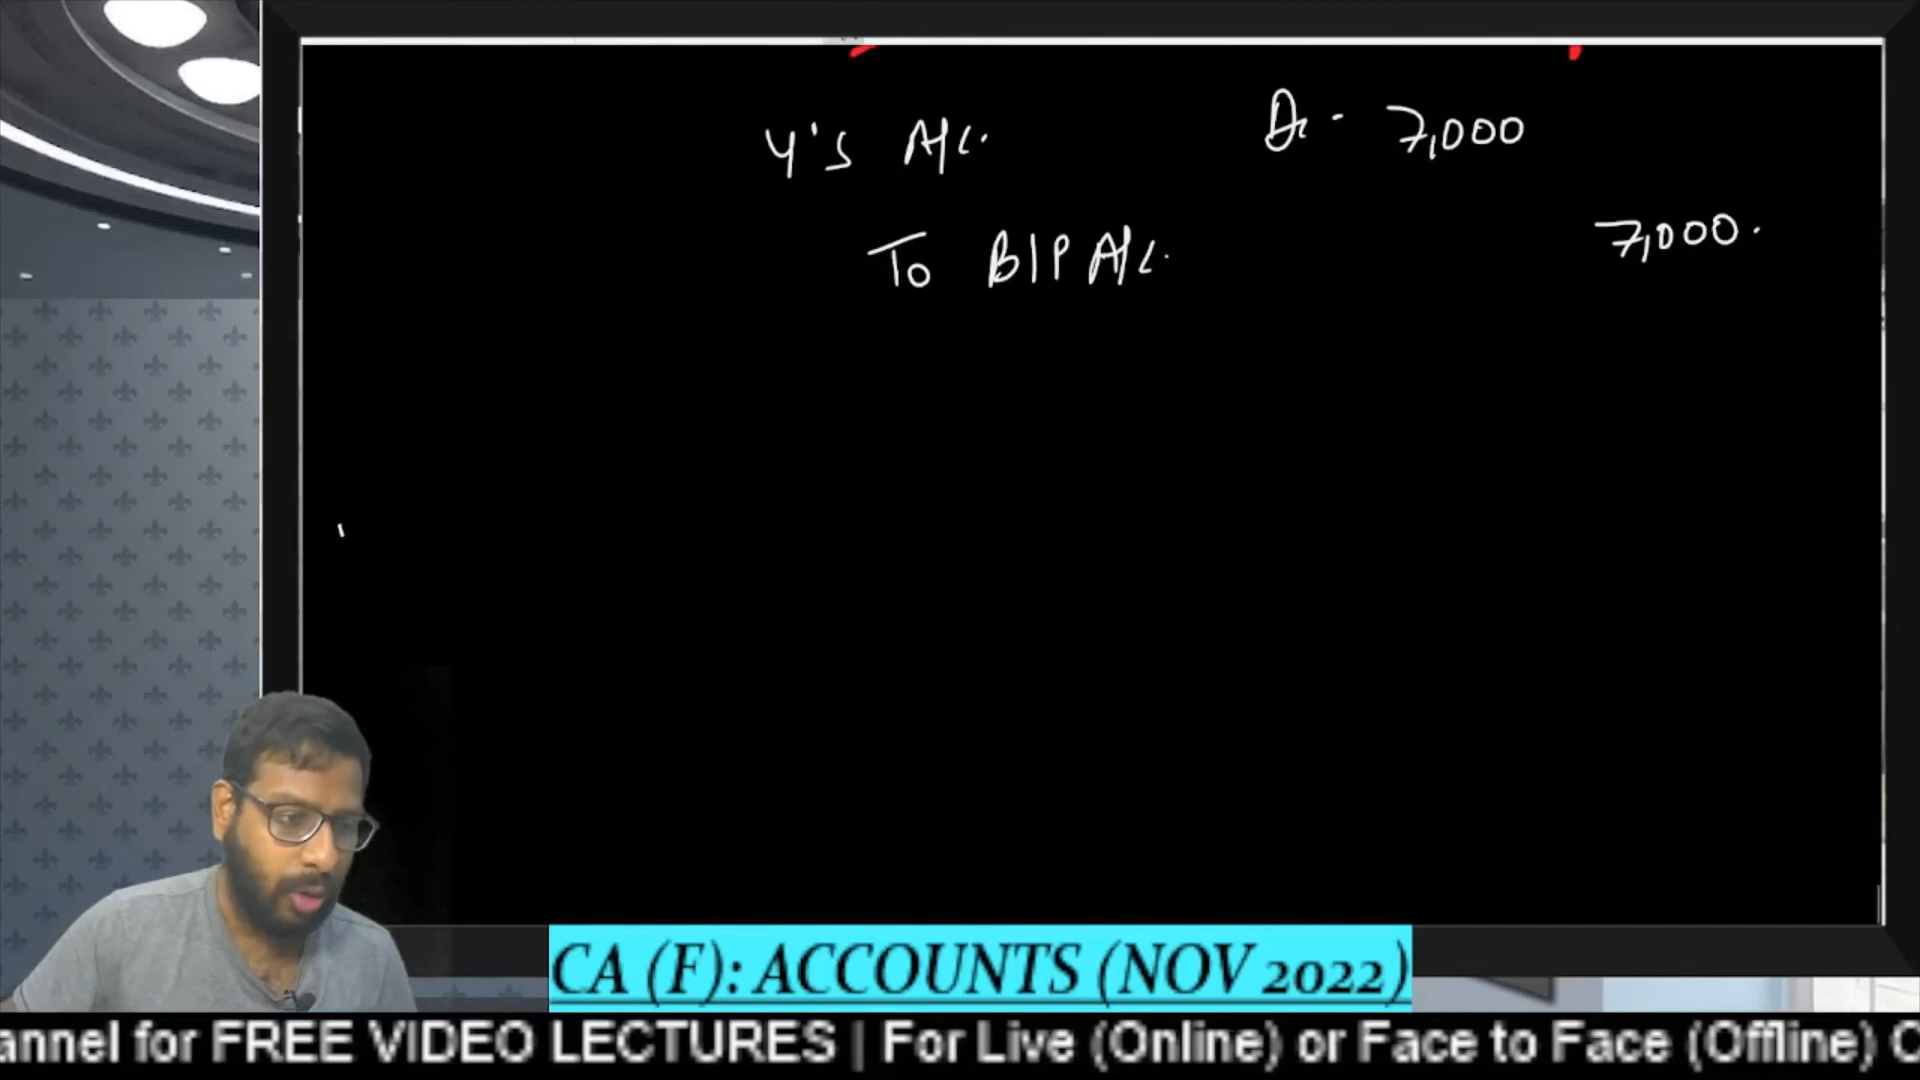 Y's A/c. Dr. 7,000
To B/P A/c. 7,000.
CA (F): ACCOUNTS (NOV 2022)
annel for FREE VIDEO LECTURES | For Live (Online) or Face to Face (Offline) C